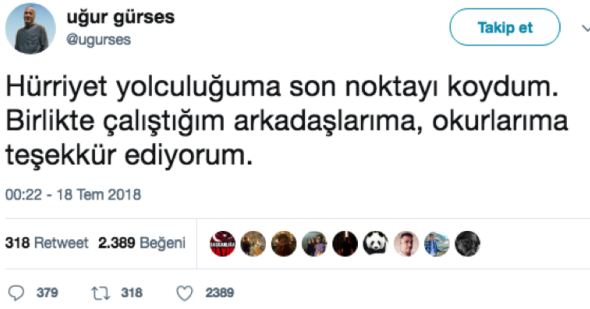 uğur gürses
@ugurses
Takip et
Hürriyet yolculuğuma son noktayı koydum.
Birlikte çalıştığım arkadaşlarıma, okurlarıma
teşekkür ediyorum.
00:22 - 18 Tem 2018
318 Retweet 2.389 Beğeni
379 318 2389